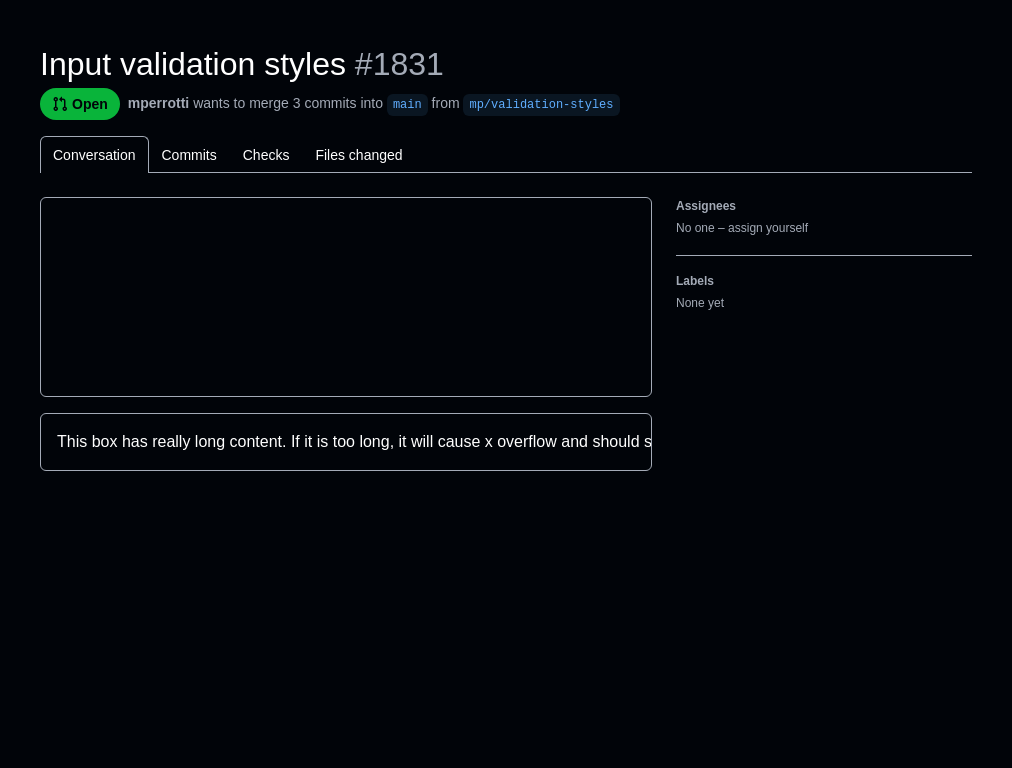 Input validation styles #1831
Open mperrotti wants to merge 3 commits into main from mp/validation-styles
Conversation Commits Checks Files changed
Assignees
No one – assign yourself
Labels
None yet
This box has really long content. If it is too long, it will cause x overflow and should s